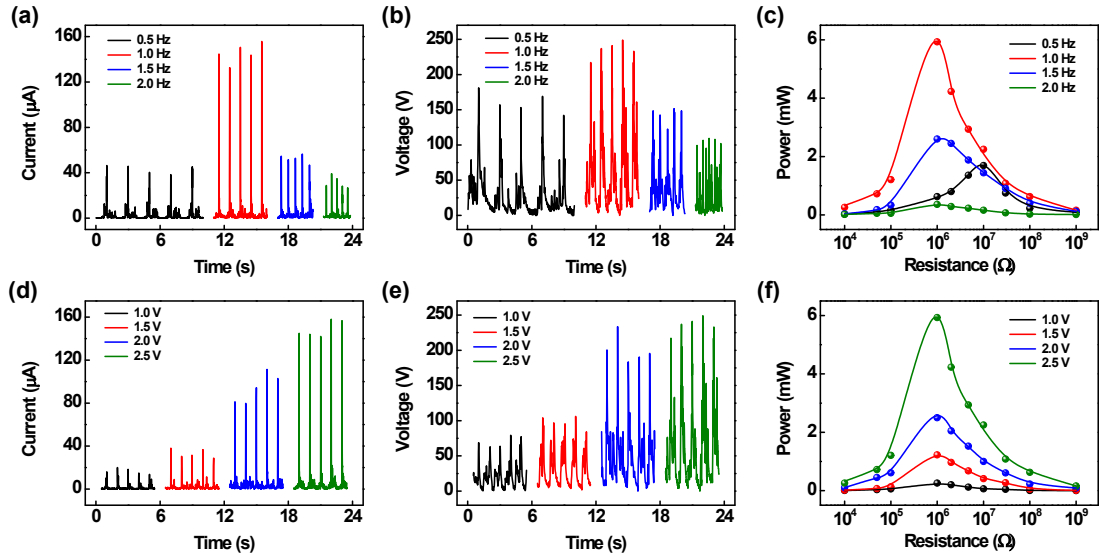 (a)
160
120
80
40
0
Current (µA)
0.5 Hz
1.0 Hz
1.5 Hz
2.0 Hz
0 6 12 18 24
Time (s)
(b)
250
200
150
100
50
0
Voltage (V)
0.5 Hz
1.0 Hz
1.5 Hz
2.0 Hz
0 6 12 18 24
Time (s)
(c)
6
4
2
0
Power (mW)
0.5 Hz
1.0 Hz
1.5 Hz
2.0 Hz
10⁴ 10⁵ 10⁶ 10⁷ 10⁸ 10⁹
Resistance (Ω)
(d)
160
120
80
40
0
Current (µA)
1.0 V
1.5 V
2.0 V
2.5 V
0 6 12 18 24
Time (s)
(e)
250
200
150
100
50
0
Voltage (V)
1.0 V
1.5 V
2.0 V
2.5 V
0 6 12 18 24
Time (s)
(f)
6
4
2
0
Power (mW)
1.0 V
1.5 V
2.0 V
2.5 V
10⁴ 10⁵ 10⁶ 10⁷ 10⁸ 10⁹
Resistance (Ω)